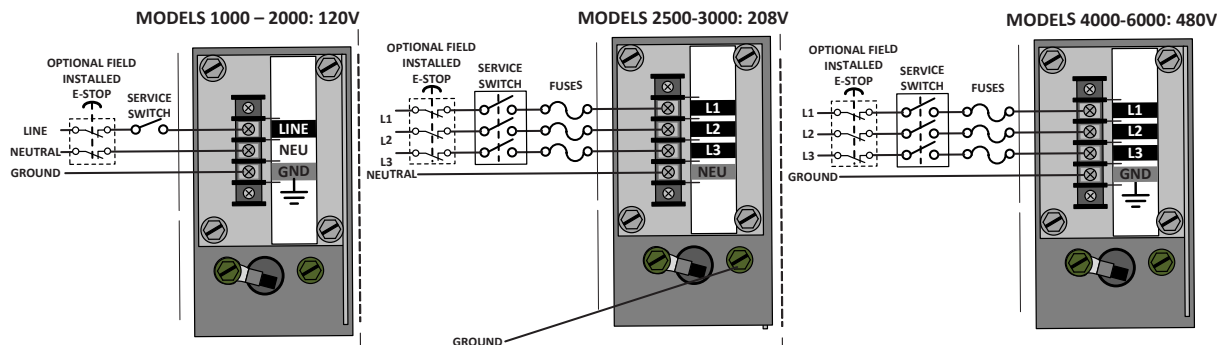 MODELS 1000 – 2000: 120V
OPTIONAL FIELD
INSTALLED
E-STOP
SERVICE
SWITCH
LINE
NEUTRAL
GROUND
LINE
NEU
GND
MODELS 2500-3000: 208V
OPTIONAL FIELD
INSTALLED
E-STOP
SERVICE
SWITCH
FUSES
L1
L2
L3
NEUTRAL
L1
L2
L3
NEU
GROUND
MODELS 4000-6000: 480V
OPTIONAL FIELD
INSTALLED
E-STOP
SERVICE
SWITCH
FUSES
L1
L2
L3
GROUND
L1
L2
L3
GND